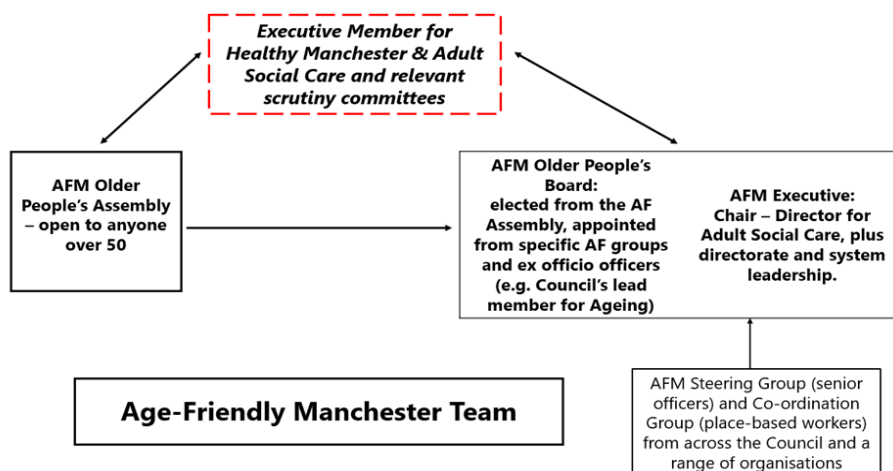 Executive Member for
Healthy Manchester & Adult
Social Care and relevant
scrutiny committees
AFM Older
People's Assembly
– open to anyone
over 50
AFM Older People's
Board:
elected from the AF
Assembly, appointed
from specific AF groups
and ex officio officers
(e.g. Council's lead
member for Ageing)
AFM Executive:
Chair – Director for
Adult Social Care, plus
directorate and system
leadership.
Age-Friendly Manchester Team
AFM Steering Group (senior
officers) and Co-ordination
Group (place-based workers)
from across the Council and a
range of organisations